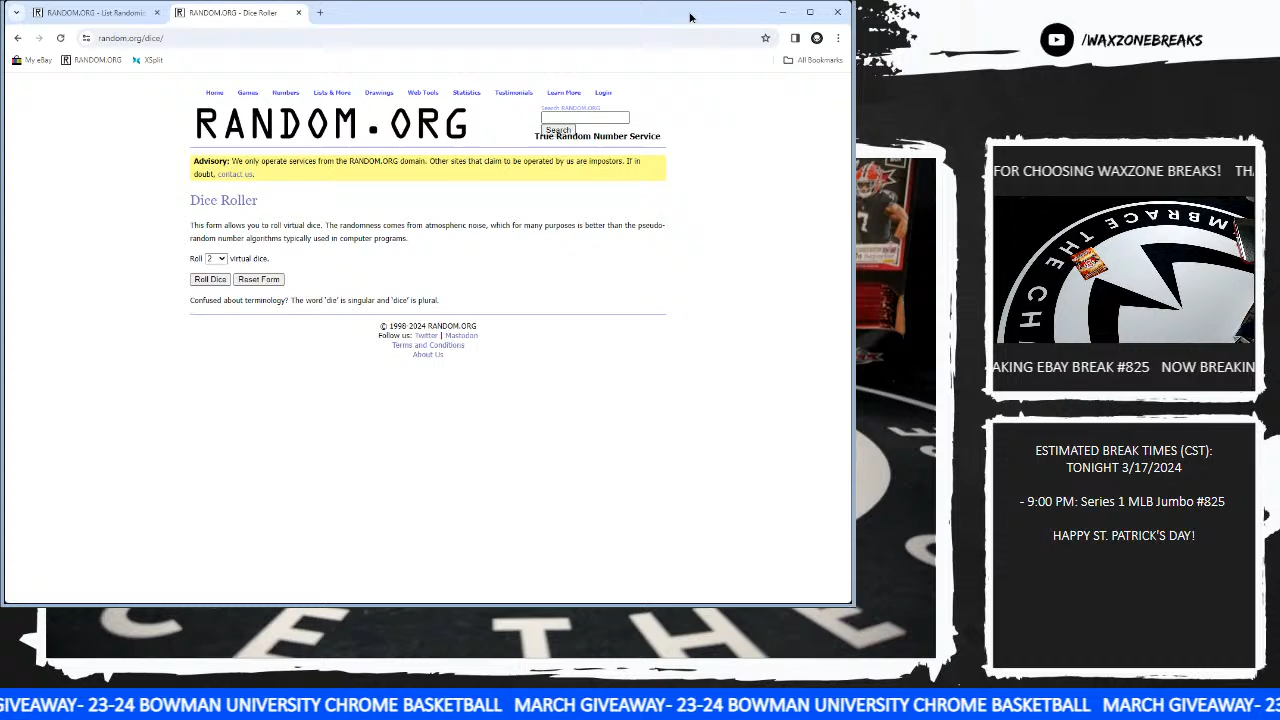 RANDOM.ORG - List Randomiz
RANDOM.ORG - Dice Roller
random.org/dice/
My eBay
RANDOM.ORG
XSplit
All Bookmarks
Home Games Numbers Lists & More Drawings Web Tools Statistics Testimonials Learn More Login
RANDOM.ORG
Search RANDOM.ORG
Search
True Random Number Service
Advisory: We only operate services from the RANDOM.ORG domain. Other sites that claim to be operated by us are impostors. If in
doubt, contact us.
Dice Roller
This form allows you to roll virtual dice. The randomness comes from atmospheric noise, which for many purposes is better than the pseudo-
random number algorithms typically used in computer programs.
Roll 2 virtual dice.
Roll Dice Reset Form
Confused about terminology? The word 'die' is singular and 'dice' is plural.
© 1998-2024 RANDOM.ORG
Follow us: Twitter | Mastodon
Terms and Conditions
About Us
/WAXZONEBREAKS
FOR CHOOSING WAXZONE BREAKS! THA
MBRACE THE CHA
AKING EBAY BREAK #825 NOW BREAKIN
ESTIMATED BREAK TIMES (CST):
TONIGHT 3/17/2024
- 9:00 PM: Series 1 MLB Jumbo #825
HAPPY ST. PATRICK'S DAY!
CE THE C
GIVEAWAY- 23-24 BOWMAN UNIVERSITY CHROME BASKETBALL MARCH GIVEAWAY- 23-24 BOWMAN UNIVERSITY CHROME BASKETBALL MARCH GIVEAWAY- 23